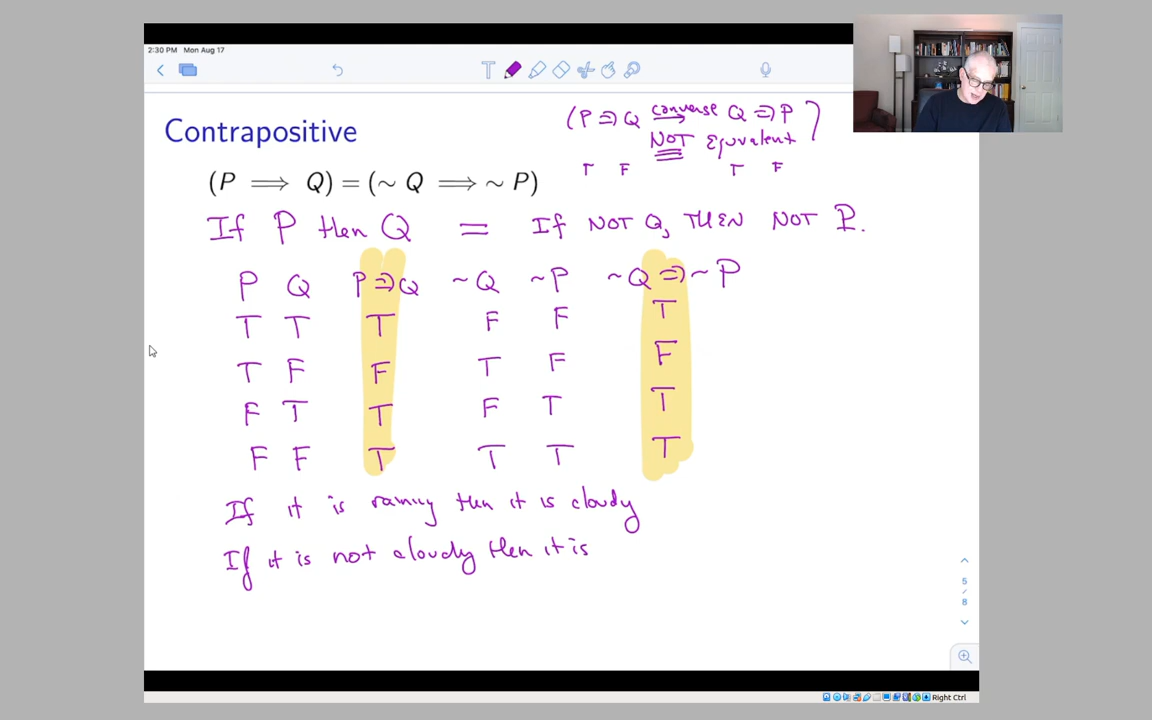 2:30 PM Mon Aug 17
(P ⇒ Q converse Q ⇒ P)
NOT Equivalent
T F T F
Contrapositive
(P ⟹ Q) = (∼ Q ⟹ ∼ P)
If P then Q = If NOT Q, THEN NOT P.
P Q P ⇒ Q ~Q ~P ~Q ⇒ ~P
T T T F F T
T F F T F F
F T T F T T
F F T T T T
If it is rainy then it is cloudy
If it is not cloudy then it is
5
/
8
Right Ctrl